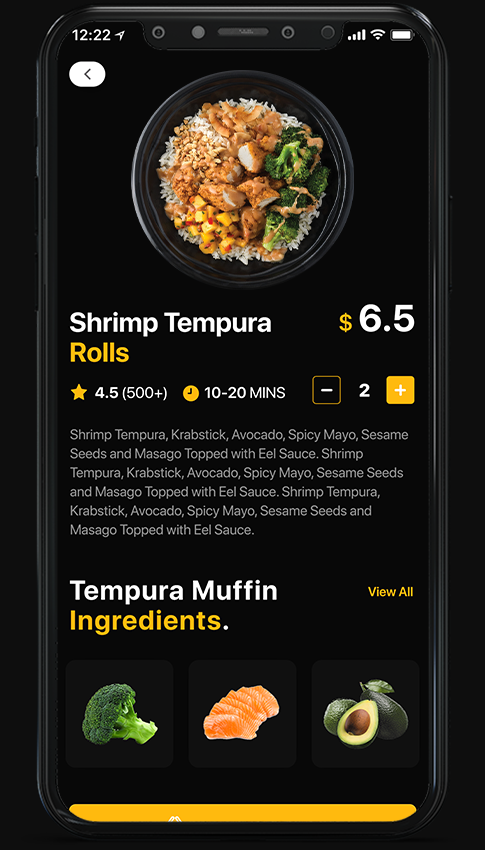 12:22
Shrimp Tempura
$ 6.5
Rolls
4.5 (500+) 10-20 MINS - 2 +
Shrimp Tempura, Krabstick, Avocado, Spicy Mayo, Sesame
Seeds and Masago Topped with Eel Sauce. Shrimp
Tempura, Krabstick, Avocado, Spicy Mayo, Sesame Seeds
and Masago Topped with Eel Sauce. Shrimp Tempura,
Krabstick, Avocado, Spicy Mayo, Sesame Seeds and
Masago Topped with Eel Sauce.
Tempura Muffin
View All
Ingredients.